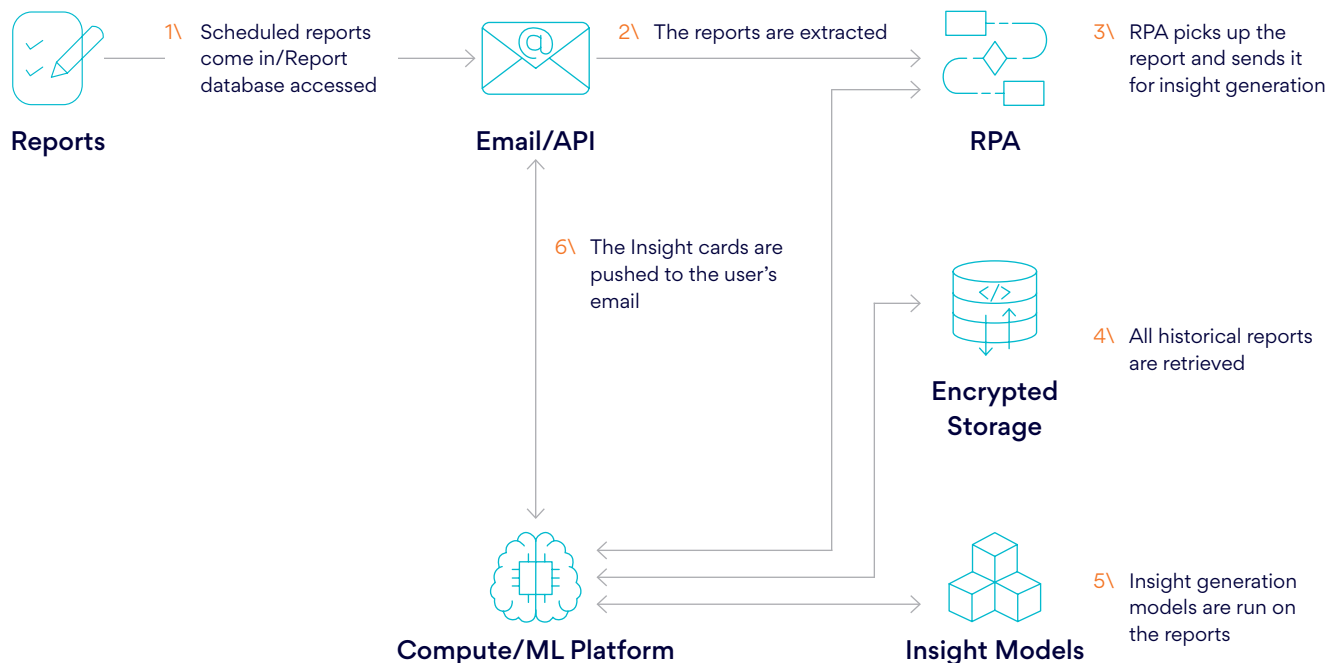 1\ Scheduled reports
come in/Report
database accessed
2\ The reports are extracted
3\ RPA picks up the
report and sends it
for insight generation
Reports
@
Email/API
RPA
6\ The Insight cards are
pushed to the user’s
email
</>
4\ All historical reports
are retrieved
Encrypted
Storage
5\ Insight generation
models are run on
the reports
Compute/ML Platform
Insight Models